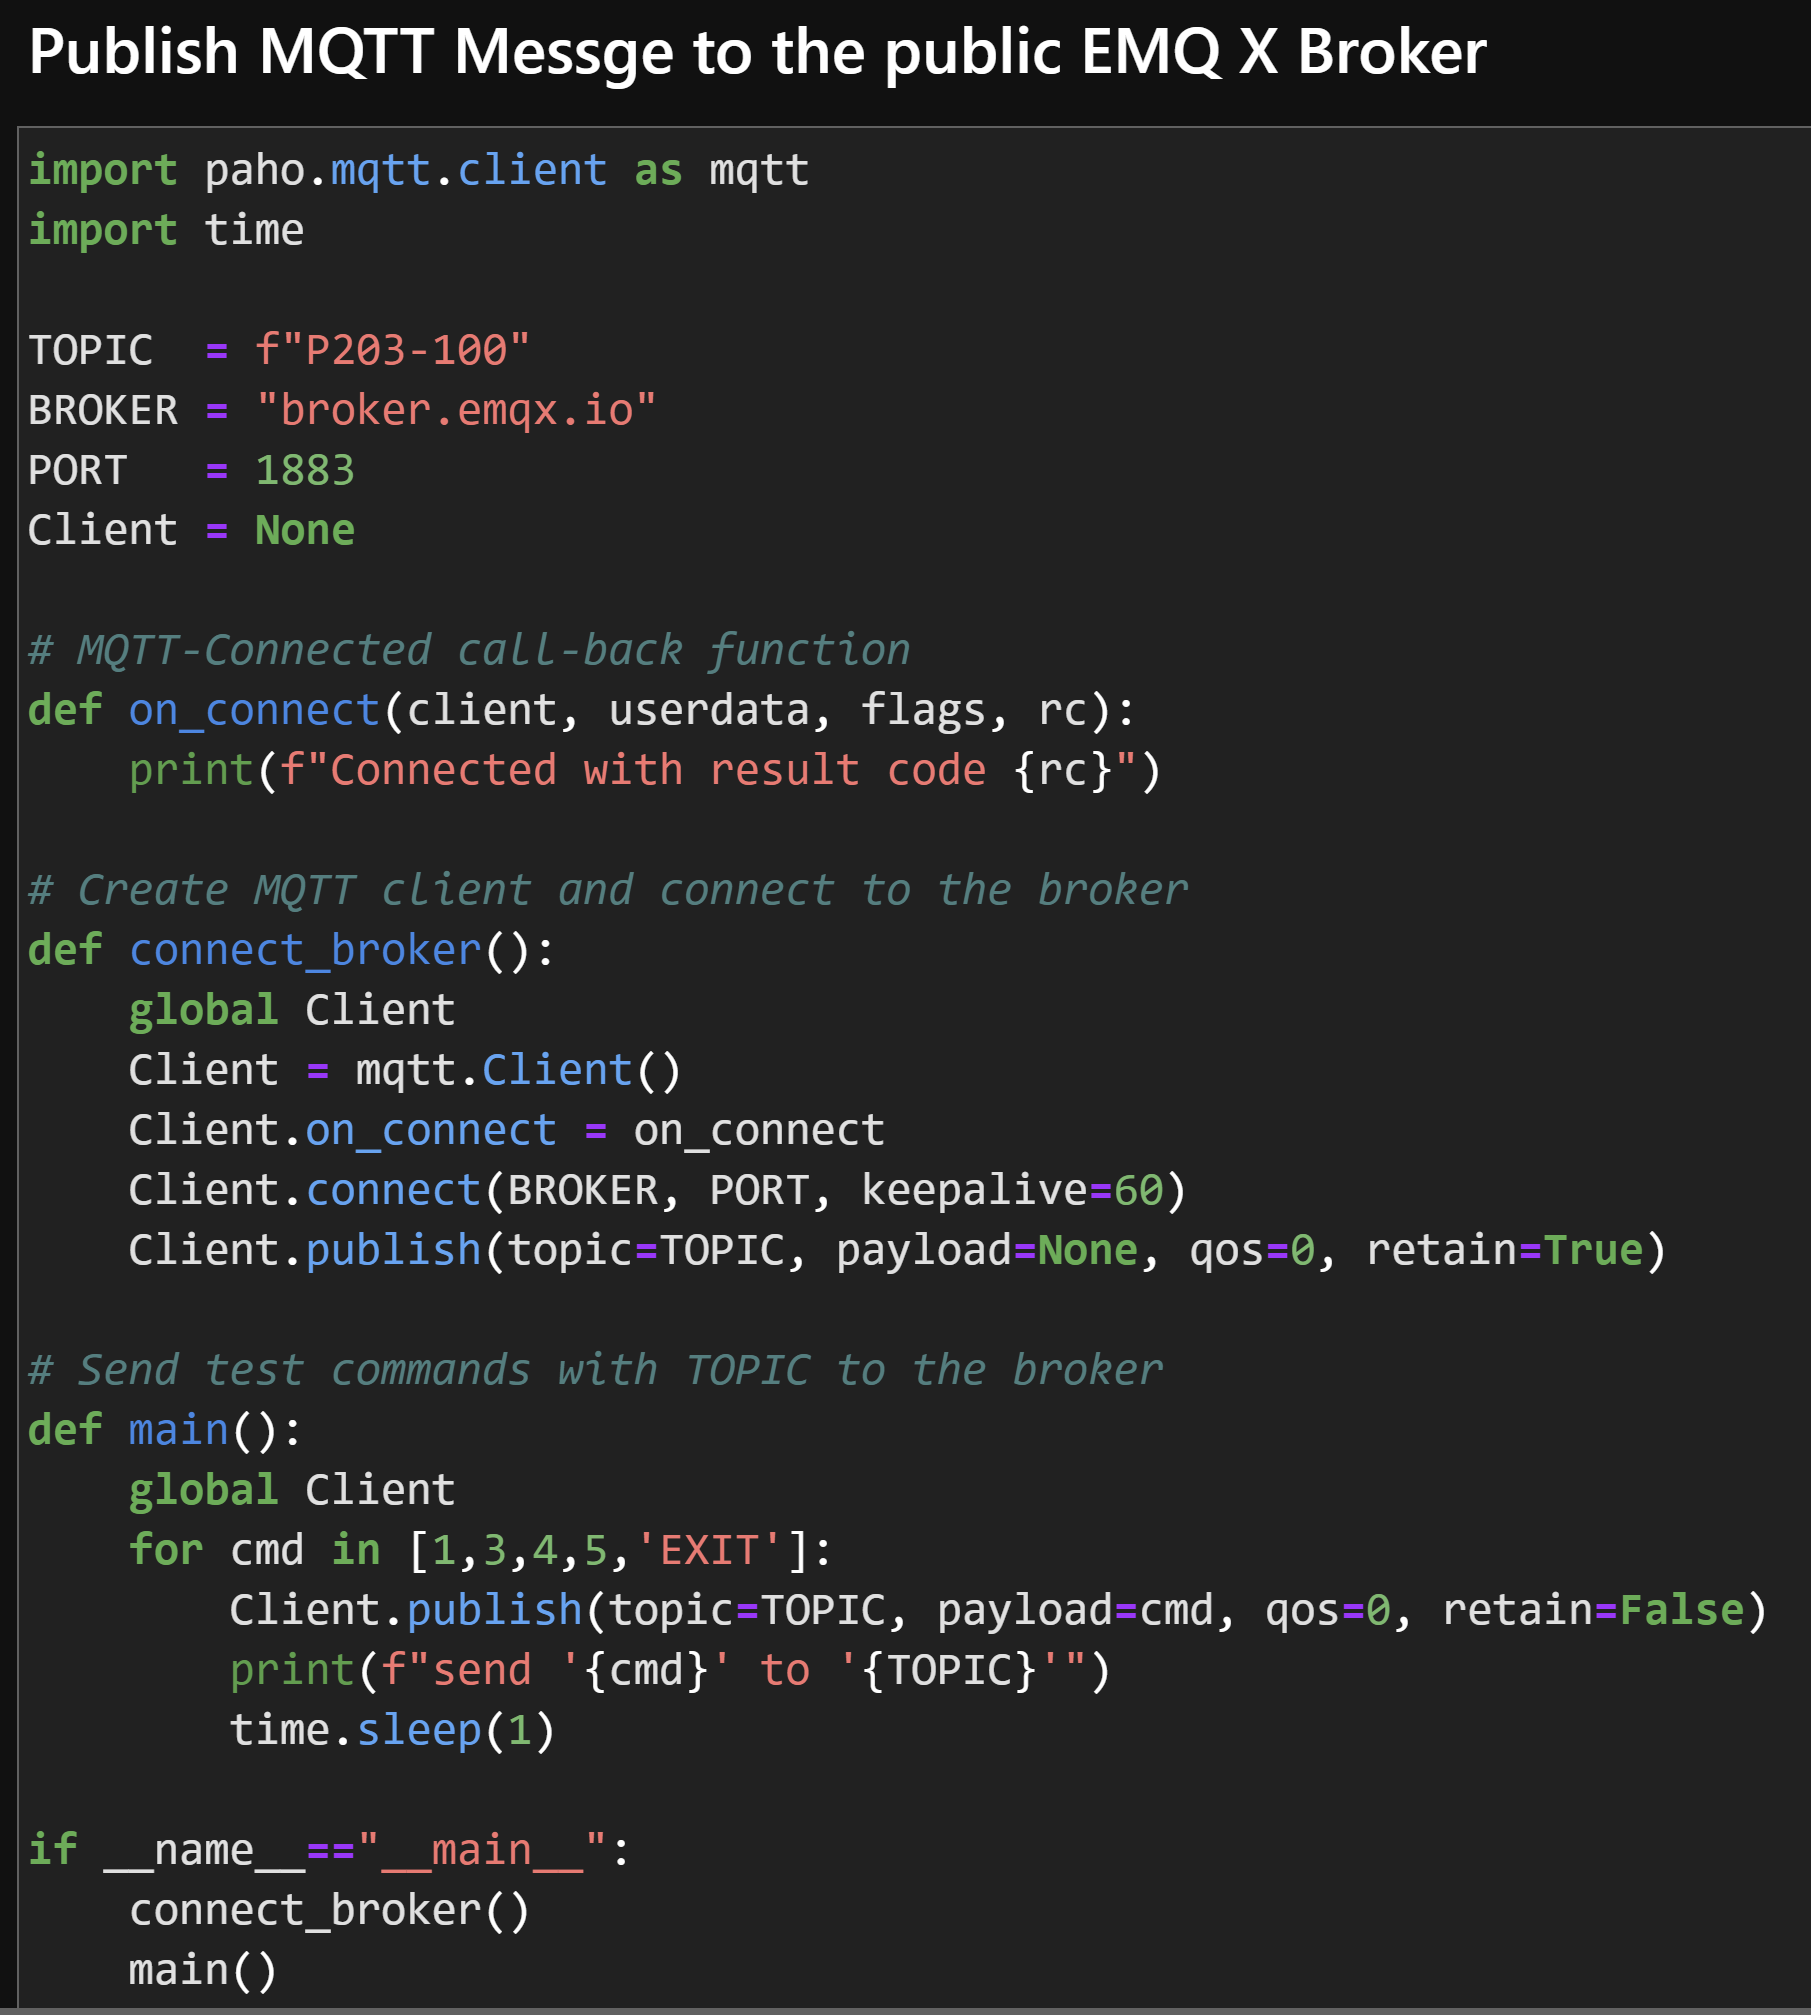 Publish MQTT Messge to the public EMQ X Broker
import paho.mqtt.client as mqtt
import time
TOPIC  = f"P203-100"
BROKER = "broker.emqx.io"
PORT   = 1883
Client = None
# MQTT-Connected call-back function
def on_connect(client, userdata, flags, rc):
    print(f"Connected with result code {rc}")
# Create MQTT client and connect to the broker
def connect_broker():
    global Client
    Client = mqtt.Client()
    Client.on_connect = on_connect
    Client.connect(BROKER, PORT, keepalive=60)
    Client.publish(topic=TOPIC, payload=None, qos=0, retain=True)
# Send test commands with TOPIC to the broker
def main():
    global Client
    for cmd in [1,3,4,5,'EXIT']:
        Client.publish(topic=TOPIC, payload=cmd, qos=0, retain=False)
        print(f"send '{cmd}' to '{TOPIC}'")
        time.sleep(1)
if __name__=="__main__":
    connect_broker()
    main()